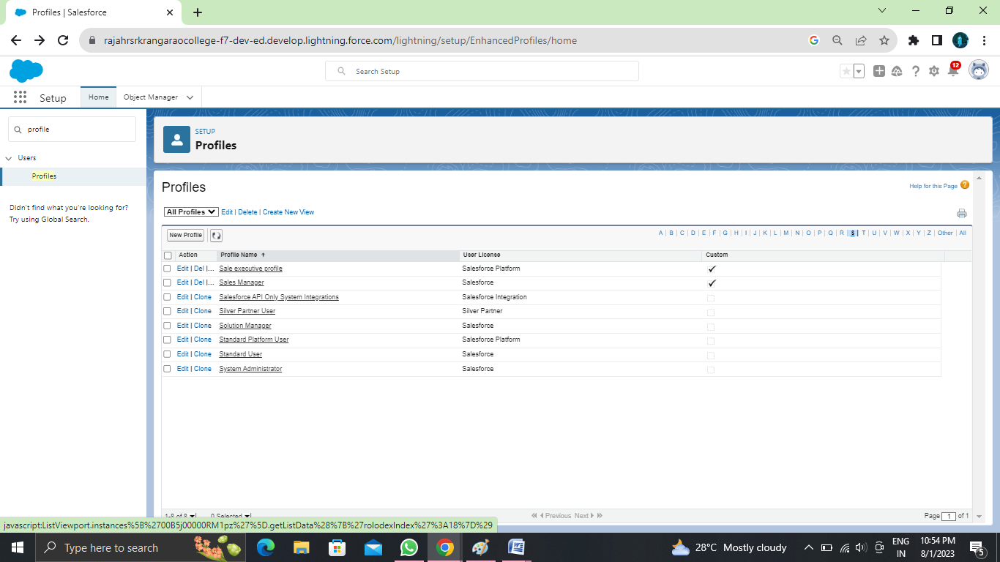 Profiles | Salesforce
rajahrsrkrangaraocollege-f7-dev-ed.develop.lightning.force.com/lightning/setup/EnhancedProfiles/home
Search Setup
12
Setup Home Object Manager
profile
Users
Profiles
Didn't find what you're looking for?
Try using Global Search.
SETUP
Profiles
Profiles
Help for this Page ?
All Profiles Edit | Delete | Create New View
New Profile
A | B | C | D | E | F | G | H | I | J | K | L | M | N | O | P | Q | R | S | T | U | V | W | X | Y | Z | Other | All
Action Profile Name ↑ User License Custom
Edit | Del |... Sale executive profile Salesforce Platform ✓
Edit | Del |... Sales Manager Salesforce ✓
Edit | Clone Salesforce API Only System Integrations Salesforce Integration
Edit | Clone Silver Partner User Silver Partner
Edit | Clone Solution Manager Salesforce
Edit | Clone Standard Platform User Salesforce Platform
Edit | Clone Standard User Salesforce
Edit | Clone System Administrator Salesforce
1-8 of 8 0 Selected Previous Next Page 1 of 1
javascript:ListViewport.instances%5B%2700B5j00000RM1pz%27%5D.getListData%28%7B%27rolodexIndex%27%3A18%7D%29
Type here to search
28°C Mostly cloudy
ENG
IN
10:54 PM
8/1/2023
5